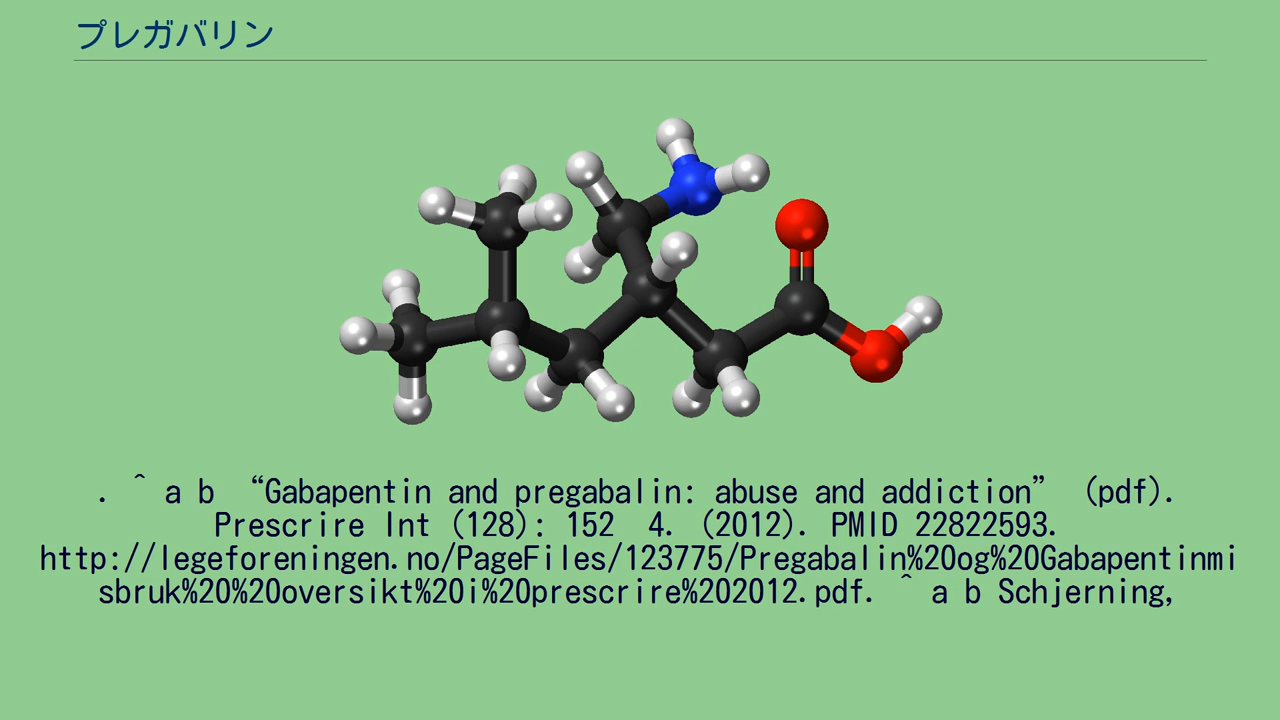 プレガバリン
. ^ a b “Gabapentin and pregabalin: abuse and addiction” (pdf).
Prescrire Int (128): 152 4. (2012). PMID 22822593.
http://legeforeningen.no/PageFiles/123775/Pregabalin%20og%20Gabapentinmi
sbruk%20%20oversikt%20i%20prescrire%202012.pdf. ^ a b Schjerning,